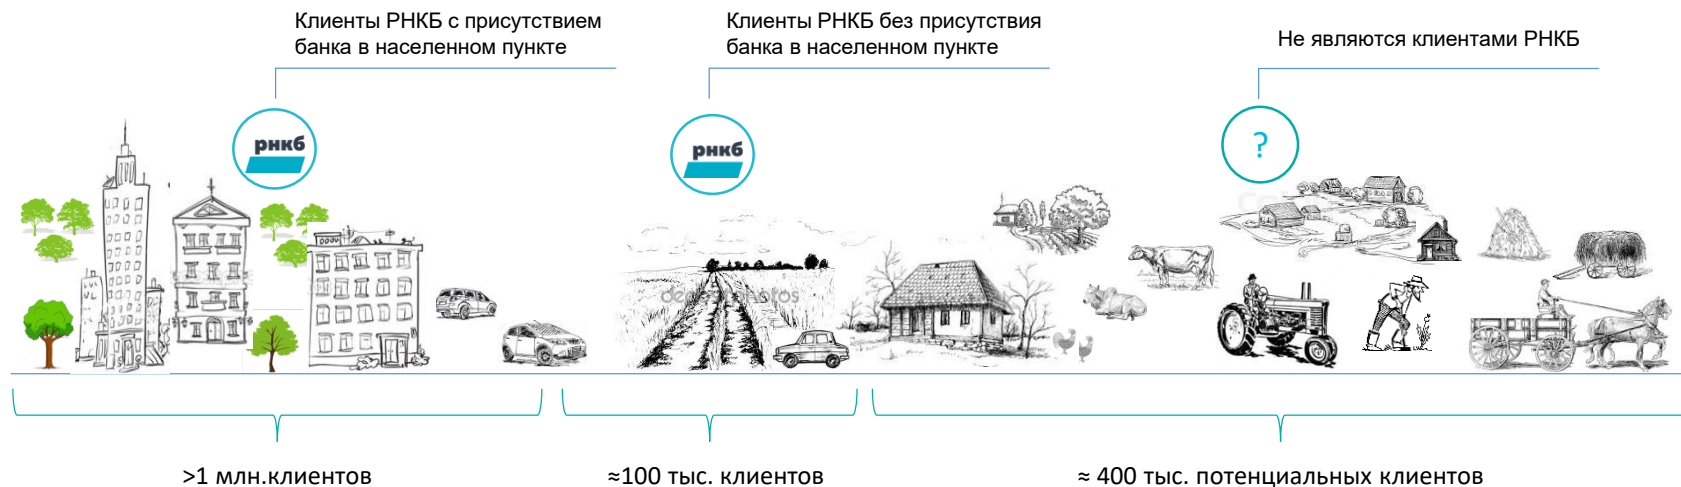 Клиенты РНКБ с присутствием
банка в населенном пункте
Клиенты РНКБ без присутствия
банка в населенном пункте
Не являются клиентами РНКБ
рнкб
рнкб
?
>1 млн.клиентов
≈100 тыс. клиентов
≈ 400 тыс. потенциальных клиентов